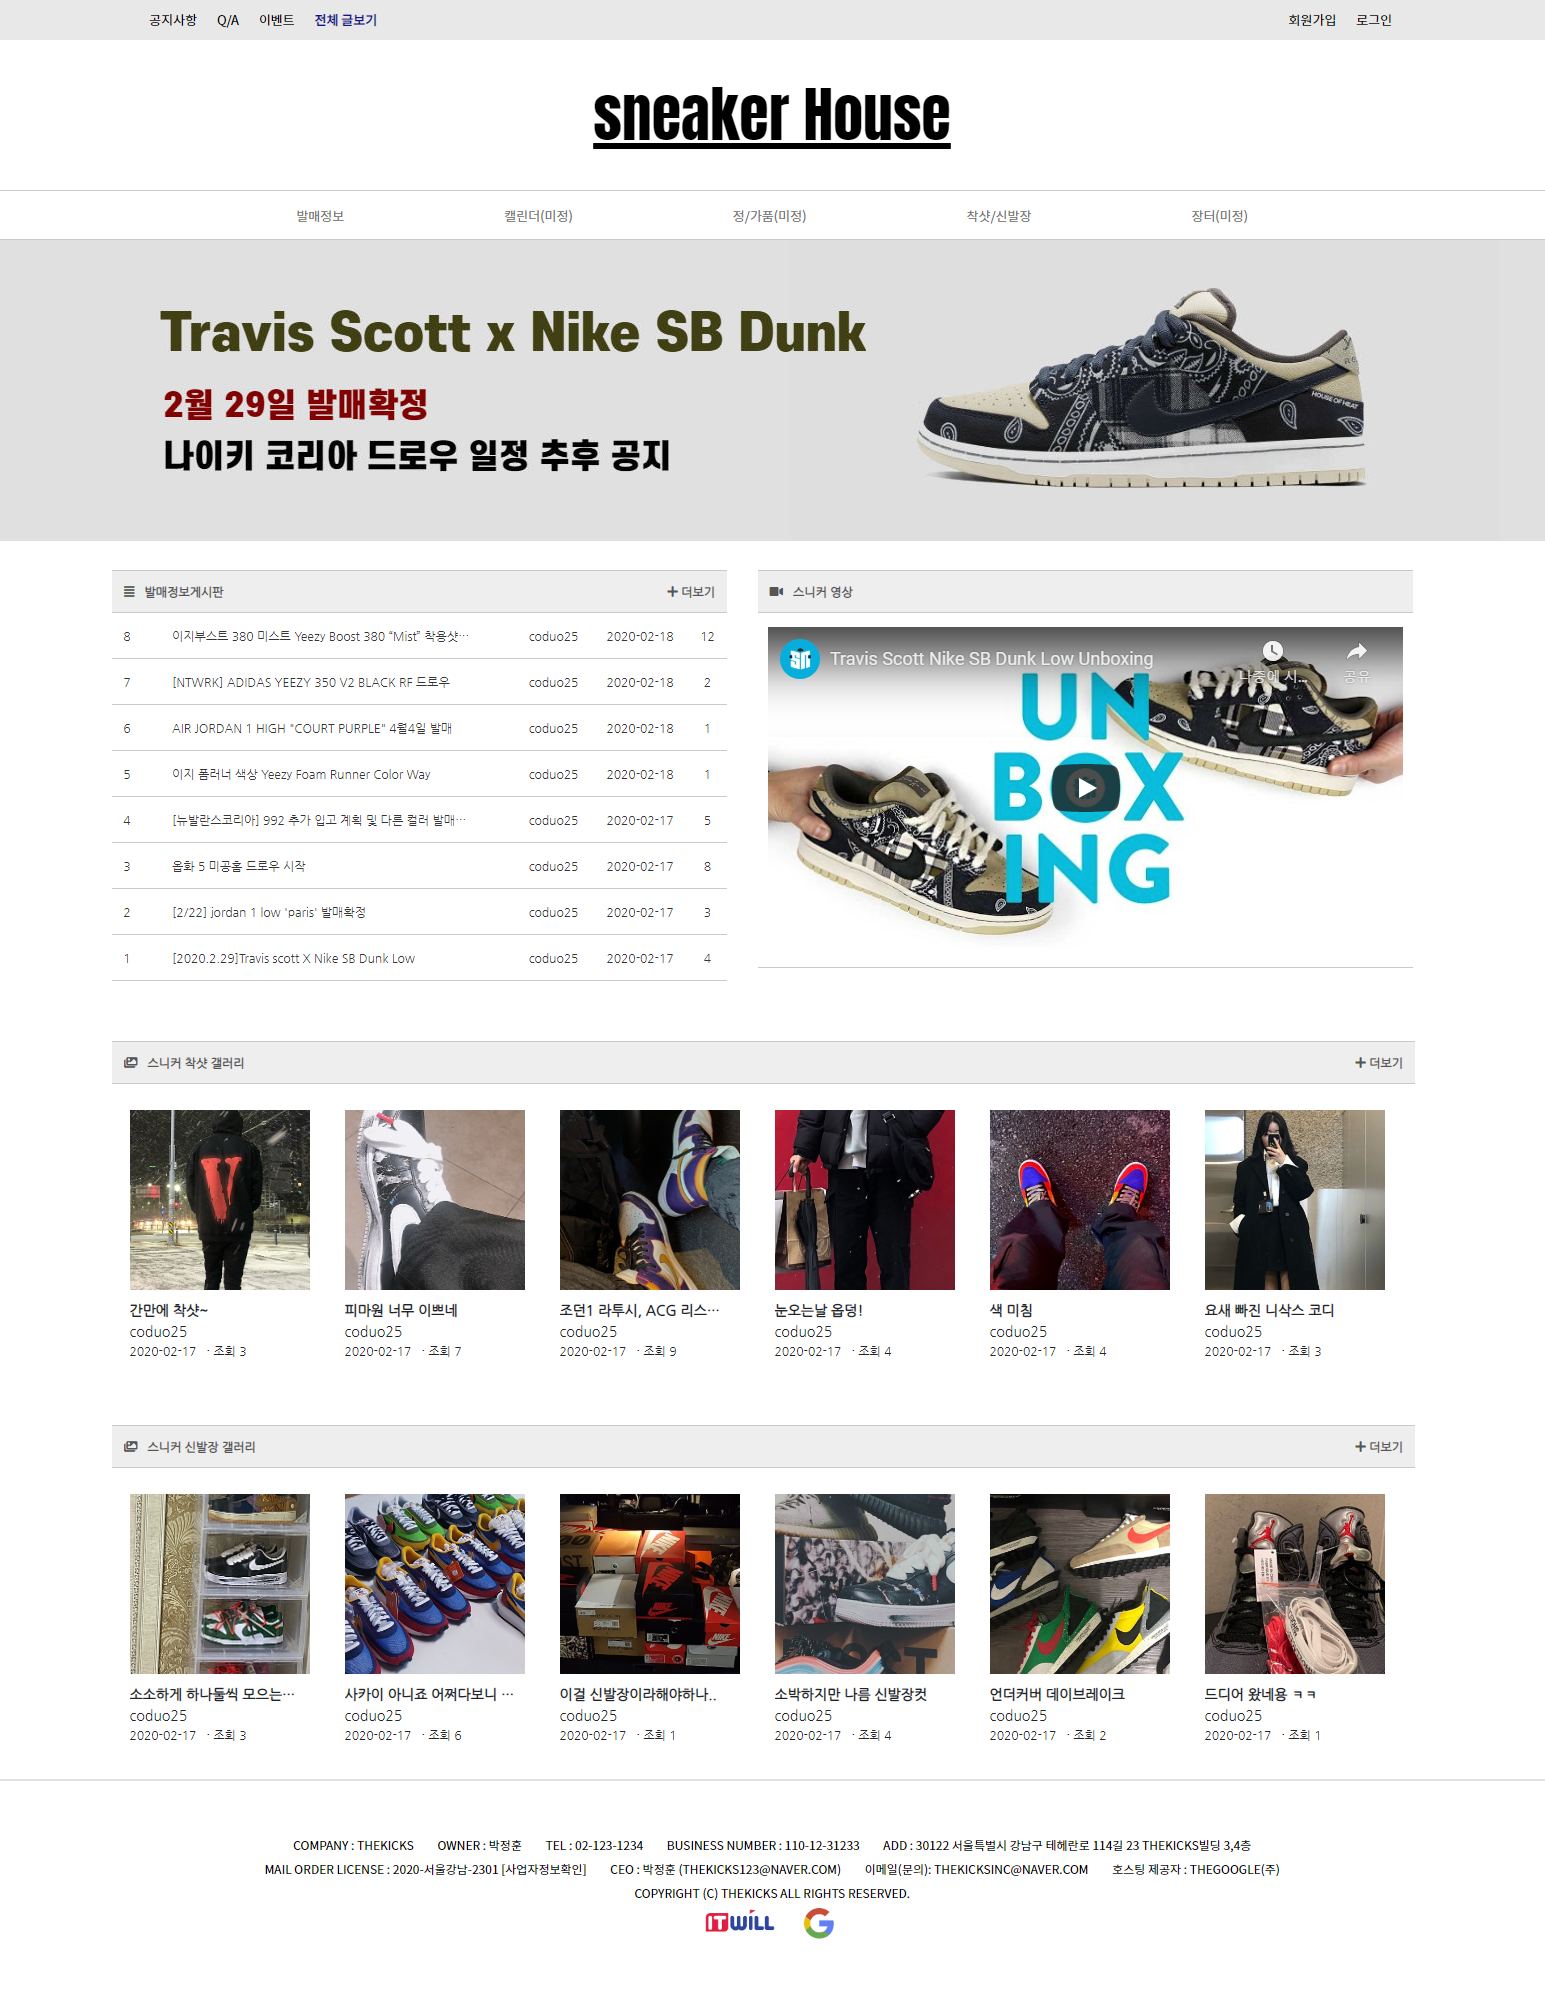 공지사항 Q/A 이벤트 전체 글보기 회원가입 로그인
sneaker House
발매정보 캘린더(미정) 정/가품(미정) 착샷/신발장 장터(미정)
Travis Scott x Nike SB Dunk
2월 29일 발매확정
나이키 코리아 드로우 일정 추후 공지
HOUSE OF HEAT
발매정보게시판 더보기
8 이지부스트 380 미스트 Yeezy Boost 380 “Mist” 착용샷… coduo25 2020-02-18 12
7 [NTWRK] ADIDAS YEEZY 350 V2 BLACK RF 드로우 coduo25 2020-02-18 2
6 AIR JORDAN 1 HIGH "COURT PURPLE" 4월4일 발매 coduo25 2020-02-18 1
5 이지 폼러너 색상 Yeezy Foam Runner Color Way coduo25 2020-02-18 1
4 [뉴발란스코리아] 992 추가 입고 계획 및 다른 컬러 발매… coduo25 2020-02-17 5
3 옵화 5 미공홈 드로우 시작 coduo25 2020-02-17 8
2 [2/22] jordan 1 low 'paris' 발매확정 coduo25 2020-02-17 3
1 [2020.2.29]Travis scott X Nike SB Dunk Low coduo25 2020-02-17 4
스니커 영상
Travis Scott Nike SB Dunk Low Unboxing 나중에 시... 공유
UN
BOX
ING
스니커 착샷 갤러리 더보기
간만에 착샷~ 피마원 너무 이쁘네 조던1 라투시, ACG 리스… 눈오는날 옵덩! 색 미침 요새 빠진 니삭스 코디
coduo25 coduo25 coduo25 coduo25 coduo25 coduo25
2020-02-17 · 조회 3 2020-02-17 · 조회 7 2020-02-17 · 조회 9 2020-02-17 · 조회 4 2020-02-17 · 조회 4 2020-02-17 · 조회 3
스니커 신발장 갤러리 더보기
소소하게 하나둘씩 모으는… 사카이 아니죠 어쩌다보니 … 이걸 신발장이라해야하나.. 소박하지만 나름 신발장컷 언더커버 데이브레이크 드디어 왔네용 ㅋㅋ
coduo25 coduo25 coduo25 coduo25 coduo25 coduo25
2020-02-17 · 조회 3 2020-02-17 · 조회 6 2020-02-17 · 조회 1 2020-02-17 · 조회 4 2020-02-17 · 조회 2 2020-02-17 · 조회 1
COMPANY : THEKICKS OWNER : 박정훈 TEL : 02-123-1234 BUSINESS NUMBER : 110-12-31233 ADD : 30122 서울특별시 강남구 테헤란로 114길 23 THEKICKS빌딩 3,4층
MAIL ORDER LICENSE : 2020-서울강남-2301 [사업자정보확인] CEO : 박정훈 (THEKICKS123@NAVER.COM) 이메일(문의): THEKICKSINC@NAVER.COM 호스팅 제공자 : THEGOOGLE(주)
COPYRIGHT (C) THEKICKS ALL RIGHTS RESERVED.
ITWILL G